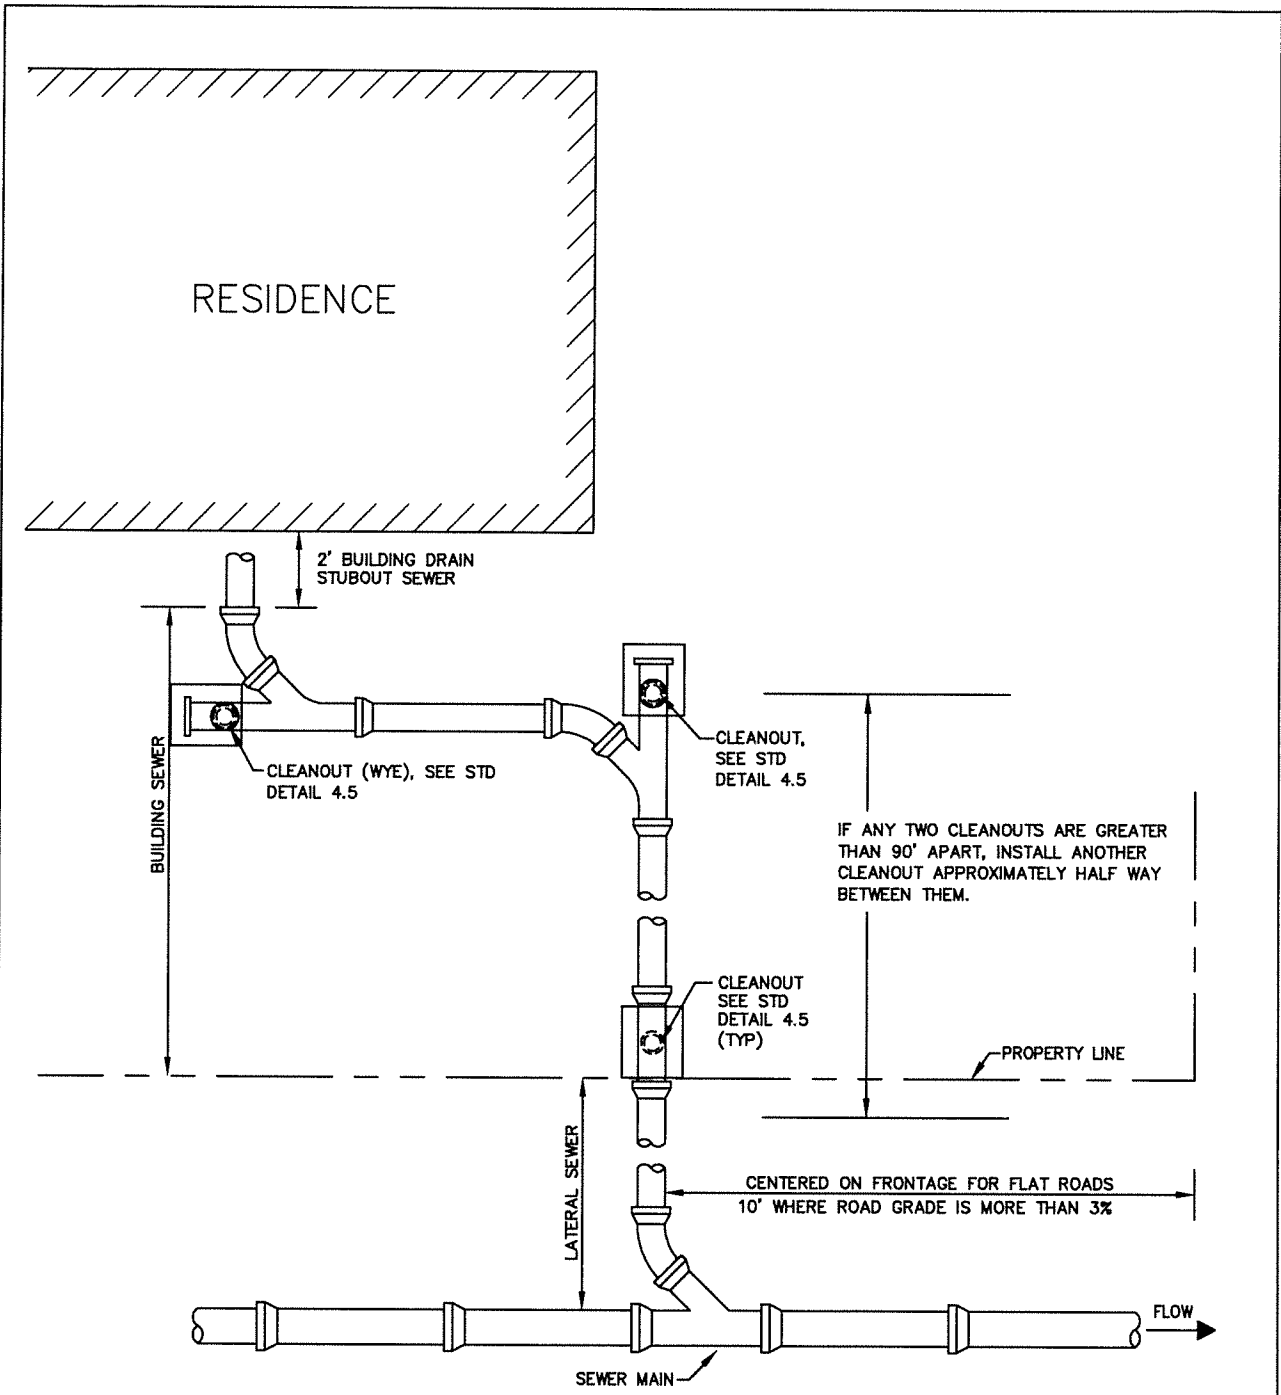 RESIDENCE
2' BUILDING DRAIN
STUBOUT SEWER
CLEANOUT,
SEE STD
DETAIL 4.5
CLEANOUT (WYE), SEE STD
DETAIL 4.5
BUILDING SEWER
IF ANY TWO CLEANOUTS ARE GREATER
THAN 90' APART, INSTALL ANOTHER
CLEANOUT APPROXIMATELY HALF WAY
BETWEEN THEM.
CLEANOUT
SEE STD
DETAIL 4.5
(TYP)
PROPERTY LINE
LATERAL SEWER
CENTERED ON FRONTAGE FOR FLAT ROADS
10' WHERE ROAD GRADE IS MORE THAN 3%
FLOW
SEWER MAIN